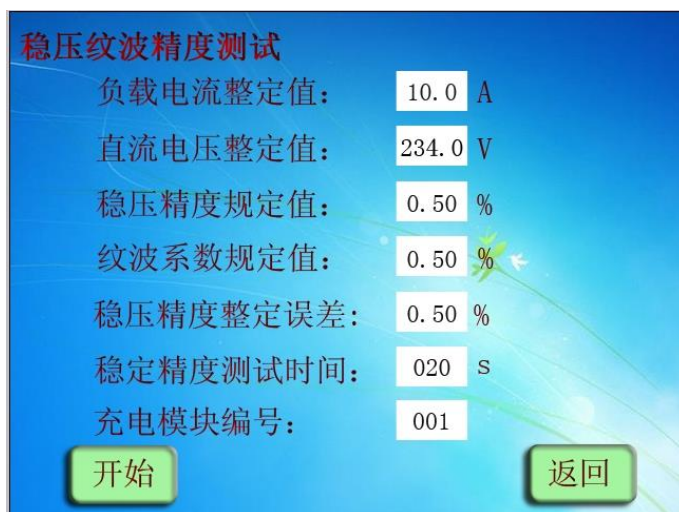 稳压纹波精度测试
负载电流整定值: 10.0 A
直流电压整定值: 234.0 V
稳压精度规定值: 0.50 %
纹波系数规定值: 0.50 %
稳压精度整定误差: 0.50 %
稳定精度测试时间: 020 s
充电模块编号: 001
开始 返回